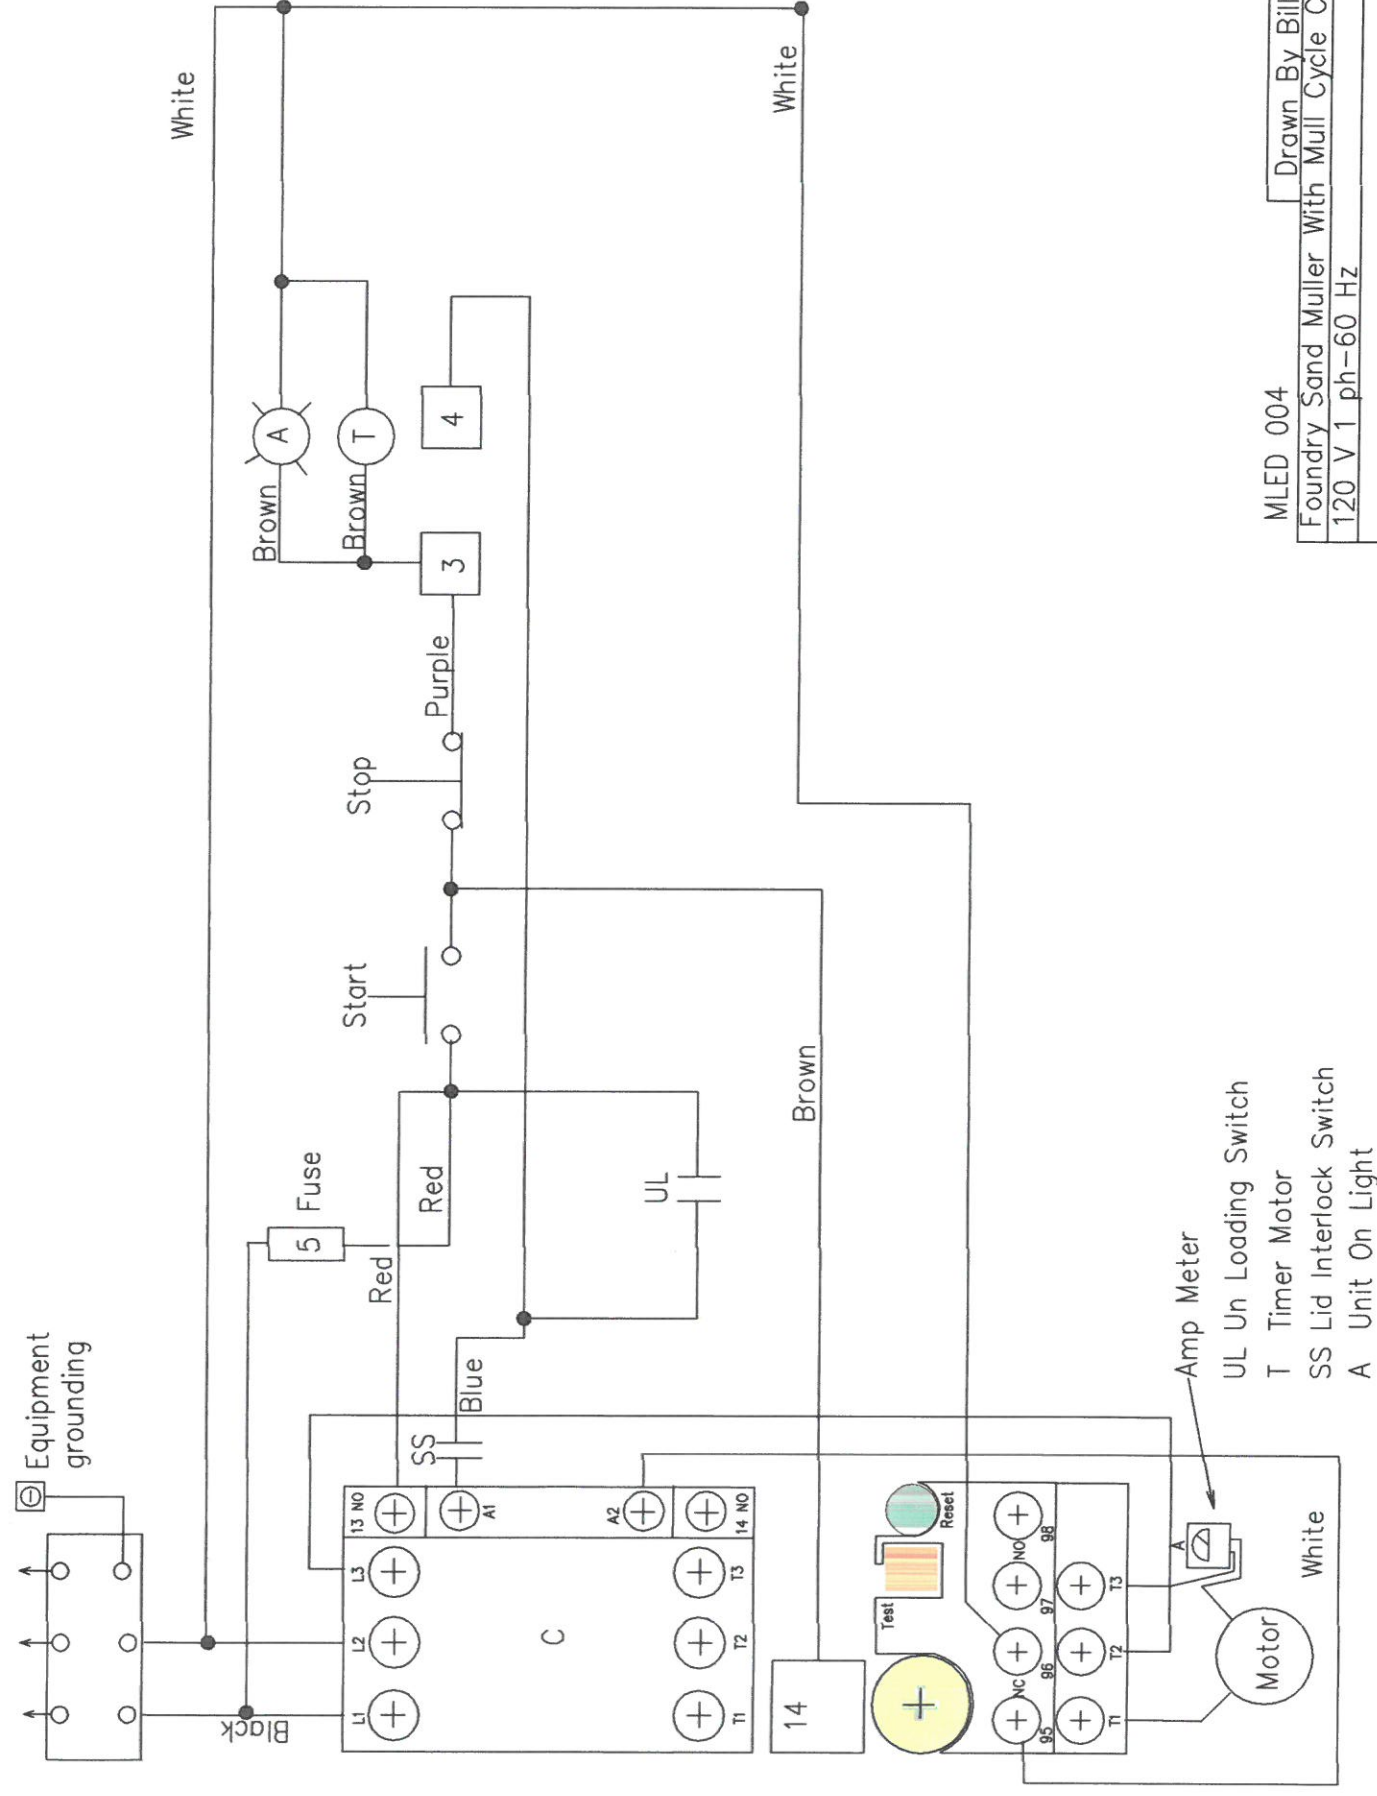 Equipment
grounding
White
White
Black
5
Fuse
Red
Red
Start
Stop
Purple
Brown
Brown
A
T
3
4
UL
Blue
SS
Brown
L1
L2
L3
13 NO
A1
A2
14 NO
C
T1
T2
T3
14
Test
Reset
95
NC
96
97
NO
98
T1
T2
T3
A
Motor
White
Amp Meter
UL Un Loading Switch
T Timer Motor
SS Lid Interlock Switch
A Unit On Light
MLED 004
Drawn By Bill
Foundry Sand Muller With Mull Cycle C
120 V 1 ph-60 Hz